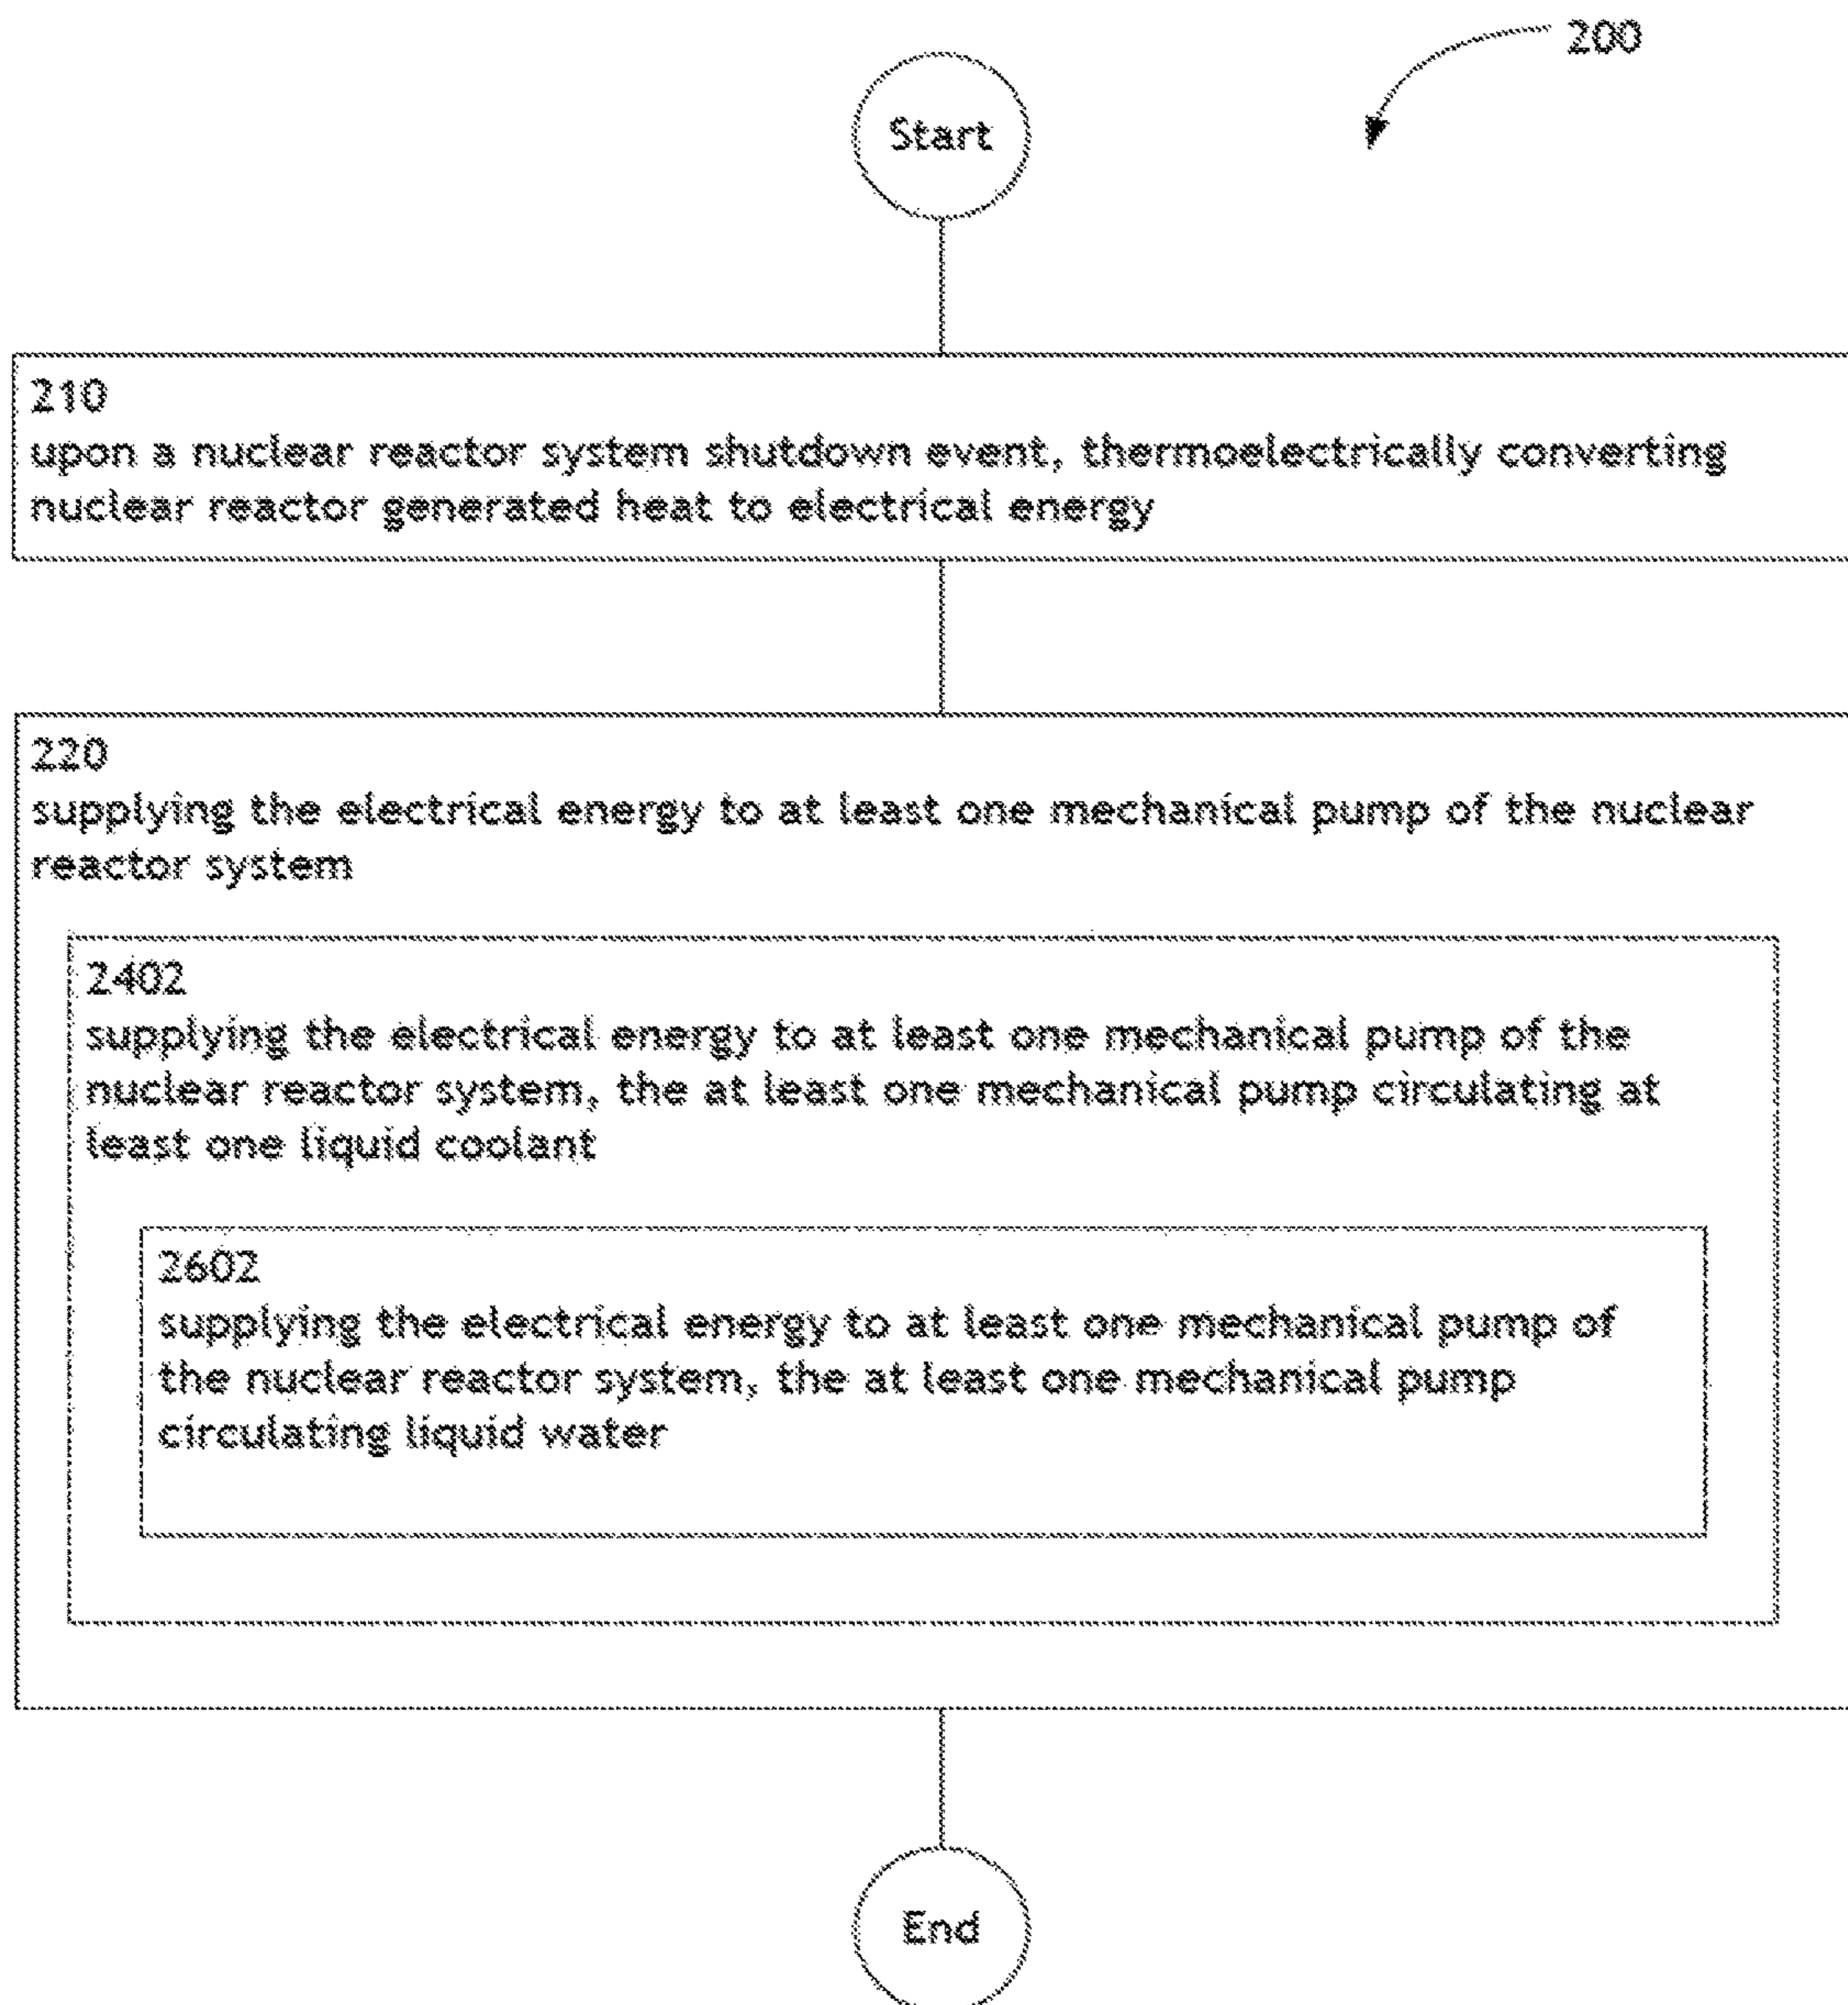 200
Start
210
upon a nuclear reactor system shutdown event, thermoelectrically converting
nuclear reactor generated heat to electrical energy
220
supplying the electrical energy to at least one mechanical pump of the nuclear
reactor system
2402
supplying the electrical energy to at least one mechanical pump of the
nuclear reactor system, the at least one mechanical pump circulating at
least one liquid coolant
2602
supplying the electrical energy to at least one mechanical pump of
the nuclear reactor system, the at least one mechanical pump
circulating liquid water
End